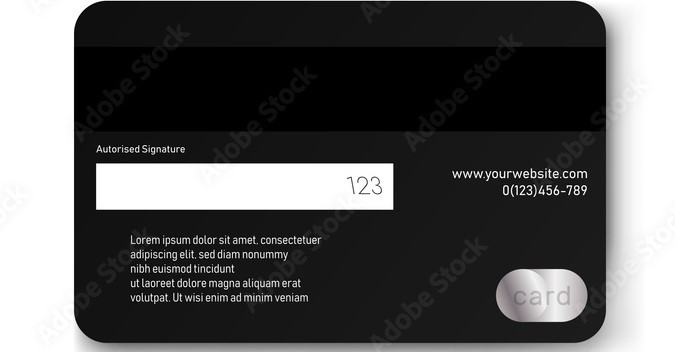 Autorised Signature
123
www.yourwebsite.com
0(123)456-789
Lorem ipsum dolor sit amet, consectetuer
adipiscing elit, sed diam nonummy
nibh euismod tincidunt
ut laoreet dolore magna aliquam erat
volutpat. Ut wisi enim ad minim veniam
card
Adobe Stock